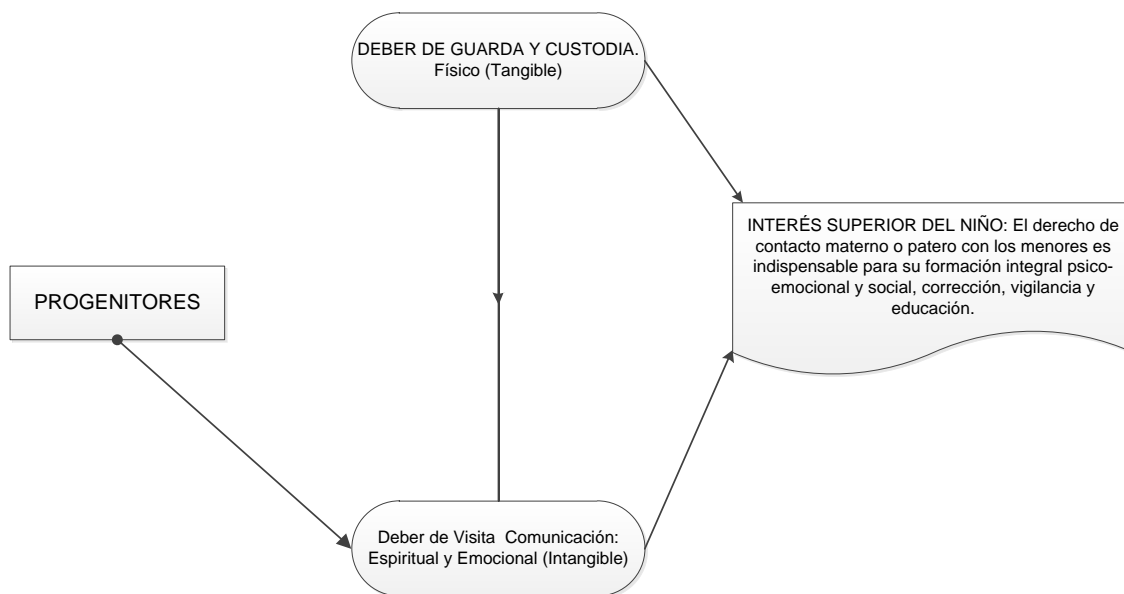 DEBER DE GUARDA Y CUSTODIA.
Físico (Tangible)
INTERÉS SUPERIOR DEL NIÑO: El derecho de
contacto materno o patero con los menores es
indispensable para su formación integral psico-
emocional y social, corrección, vigilancia y
educación.
PROGENITORES
Deber de Visita  Comunicación:
Espiritual y Emocional (Intangible)